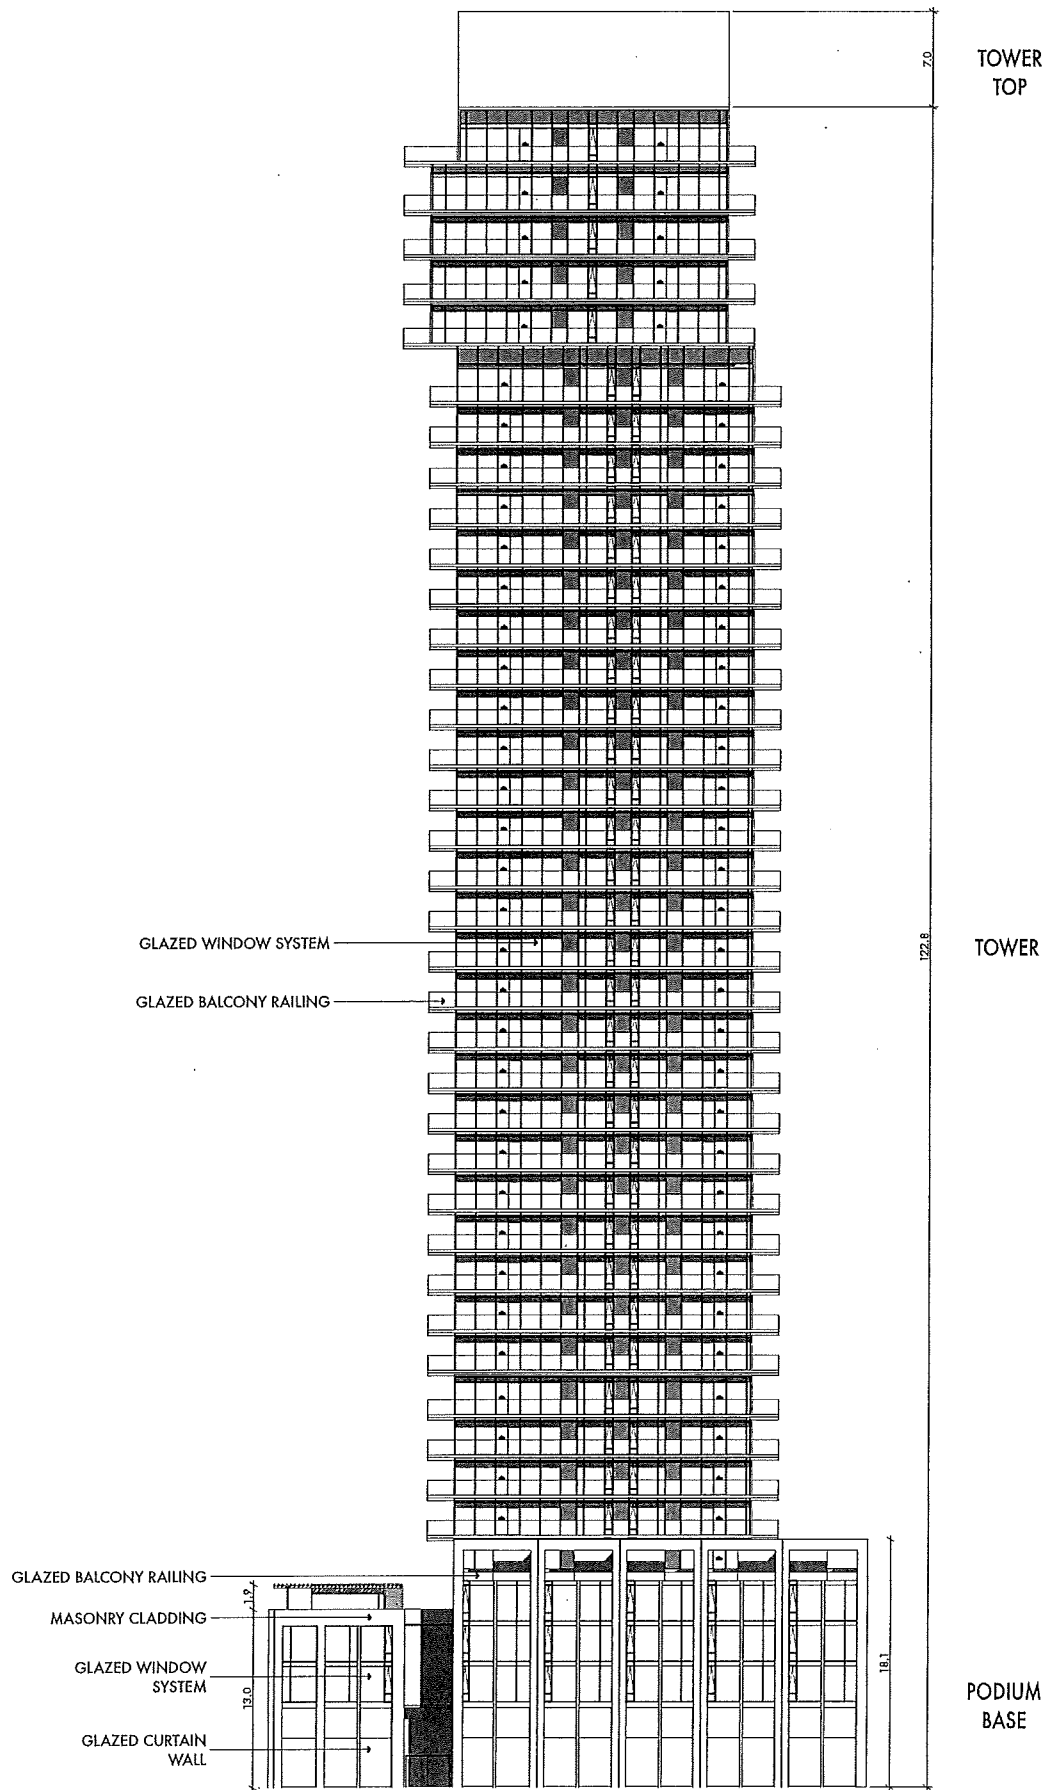 7.0
TOWER
TOP
GLAZED WINDOW SYSTEM
122.8
TOWER
GLAZED BALCONY RAILING
GLAZED BALCONY RAILING
1.9
MASONRY CLADDING
GLAZED WINDOW
SYSTEM
18.1
13.0
PODIUM
BASE
GLAZED CURTAIN
WALL